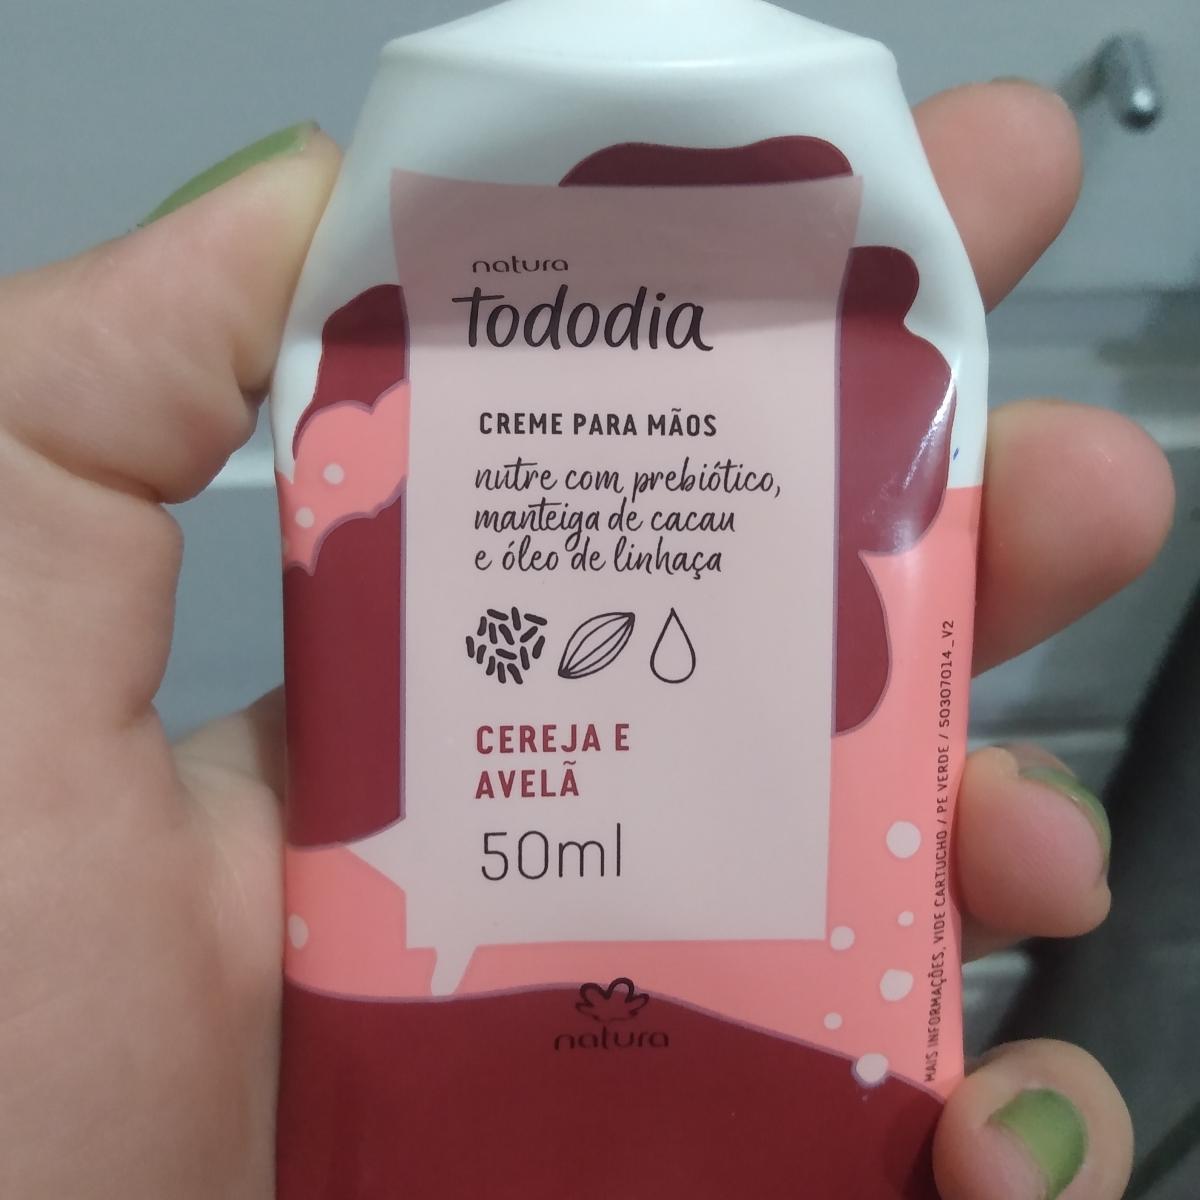 natura
Tododia
CREME PARA MÃOS
nutre com prebiótico,
manteiga de cacau
e óleo de linhaça
CEREJA E
AVELÃ
50ml
natura
MAIS INFORMAÇÕES, VIDE CARTUCHO / PE VERDE / 50307014_V2